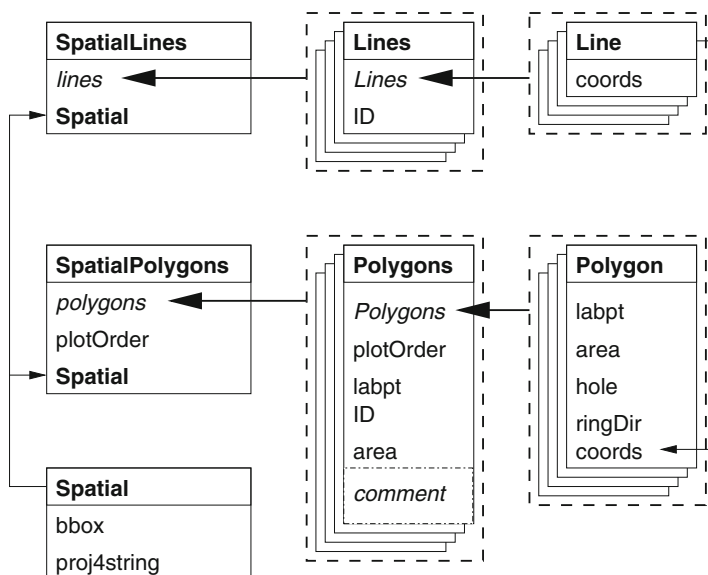 SpatialLines
lines
Spatial
Lines
Lines
ID
Line
coords
SpatialPolygons
polygons
plotOrder
Spatial
Polygons
Polygons
plotOrder
labpt
ID
area
comment
Polygon
labpt
area
hole
ringDir
coords
Spatial
bbox
proj4string